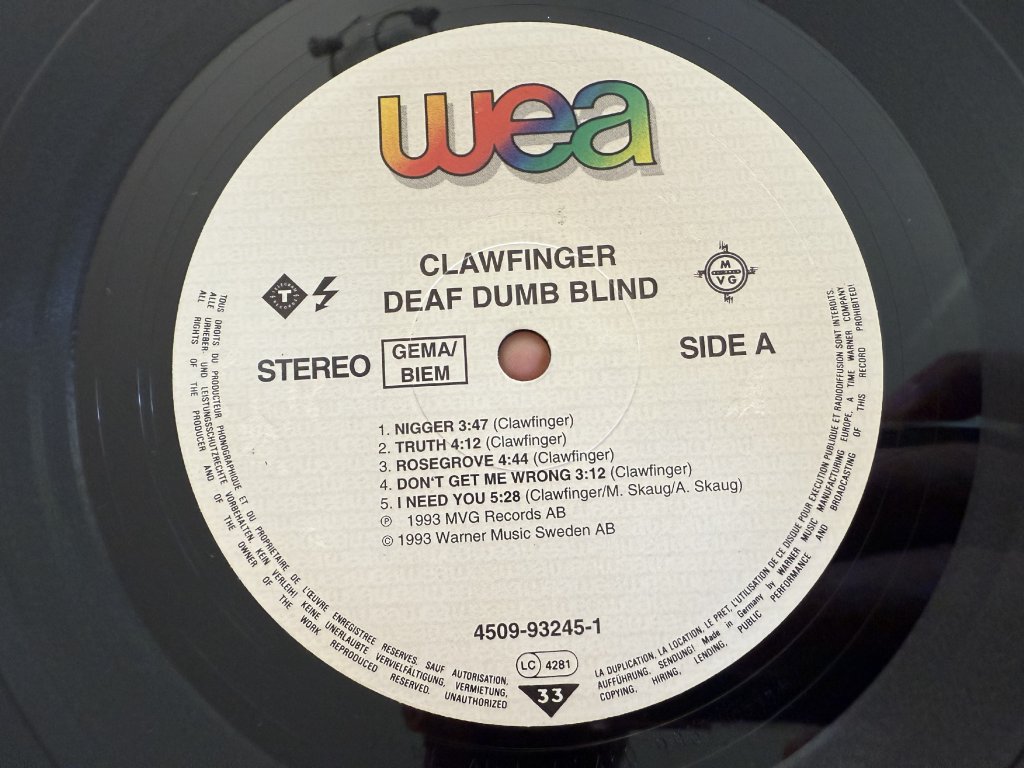 wea
CLAWFINGER
DEAF DUMB BLIND
M
VG
T
STEREO
GEMA/
BIEM
SIDE A
1. NIGGER 3:47 (Clawfinger)
2. TRUTH 4:12 (Clawfinger)
3. ROSEGROVE 4:44 (Clawfinger)
4. DON'T GET ME WRONG 3:12 (Clawfinger)
5. I NEED YOU 5:28 (Clawfinger/M. Skaug/A. Skaug)
℗ 1993 MVG Records AB
© 1993 Warner Music Sweden AB
4509-93245-1
LC 4281
33
TOUS DROITS DU PRODUCTEUR PHONOGRAPHIQUE ET DU PROPRIETAIRE DE L'ŒUVRE ENREGISTREE RESERVES. SAUF AUTORISATION,
LA DUPLICATION, LA LOCATION, LE PRET, L'UTILISATION DE CE DISQUE POUR EXECUTION PUBLIQUE ET RADIODIFFUSION SONT INTERDITS.
ALLE URHEBER- UND LEISTUNGSSCHUTZRECHTE VORBEHALTEN. KEIN VERLEIH! KEINE UNERLAUBTE VERVIELFÄLTIGUNG, VERMIETUNG,
AUFFÜHRUNG, SENDUNG! Made in Germany by WARNER MUSIC MANUFACTURING EUROPE, A TIME WARNER COMPANY
ALL RIGHTS OF THE PRODUCER AND OF THE OWNER OF THE WORK REPRODUCED RESERVED. UNAUTHORIZED
COPYING, HIRING, LENDING, PUBLIC PERFORMANCE AND BROADCASTING OF THIS RECORD PROHIBITED!